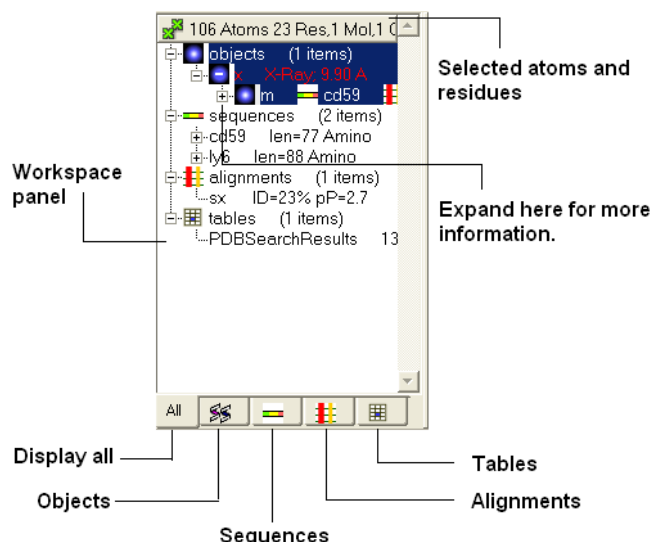 106 Atoms 23 Res,1 Mol,1
objects (1 items)
x X-Ray, 9.90 A
m cd59
sequences (2 items)
cd59 len=77 Amino
ly6 len=88 Amino
alignments (1 items)
sx ID=23% pP=2.7
tables (1 items)
PDBSearchResults 13
All
Selected atoms and
residues
Workspace
panel
Expand here for more
information.
Display all
Objects
Sequences
Alignments
Tables